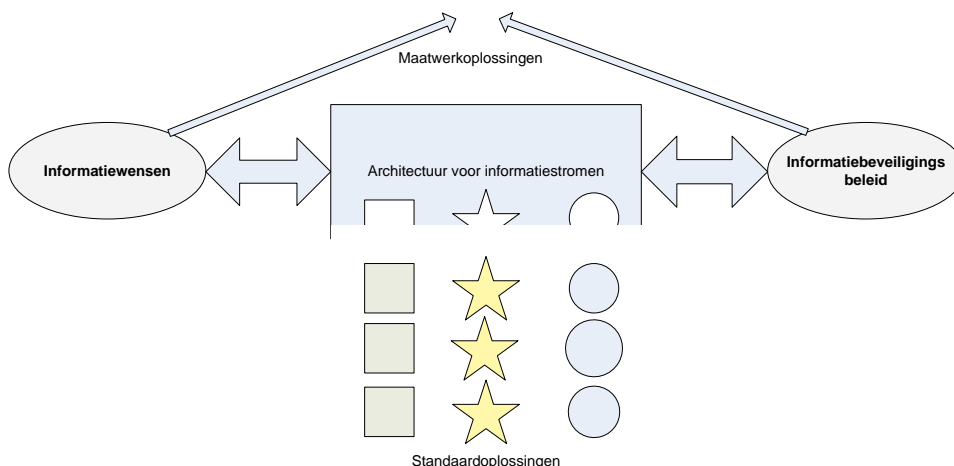 Maatwerkoplossingen
Informatiewensen
Architectuur voor informatiestromen
Informatiebeveiligings
beleid
Standaardoplossingen